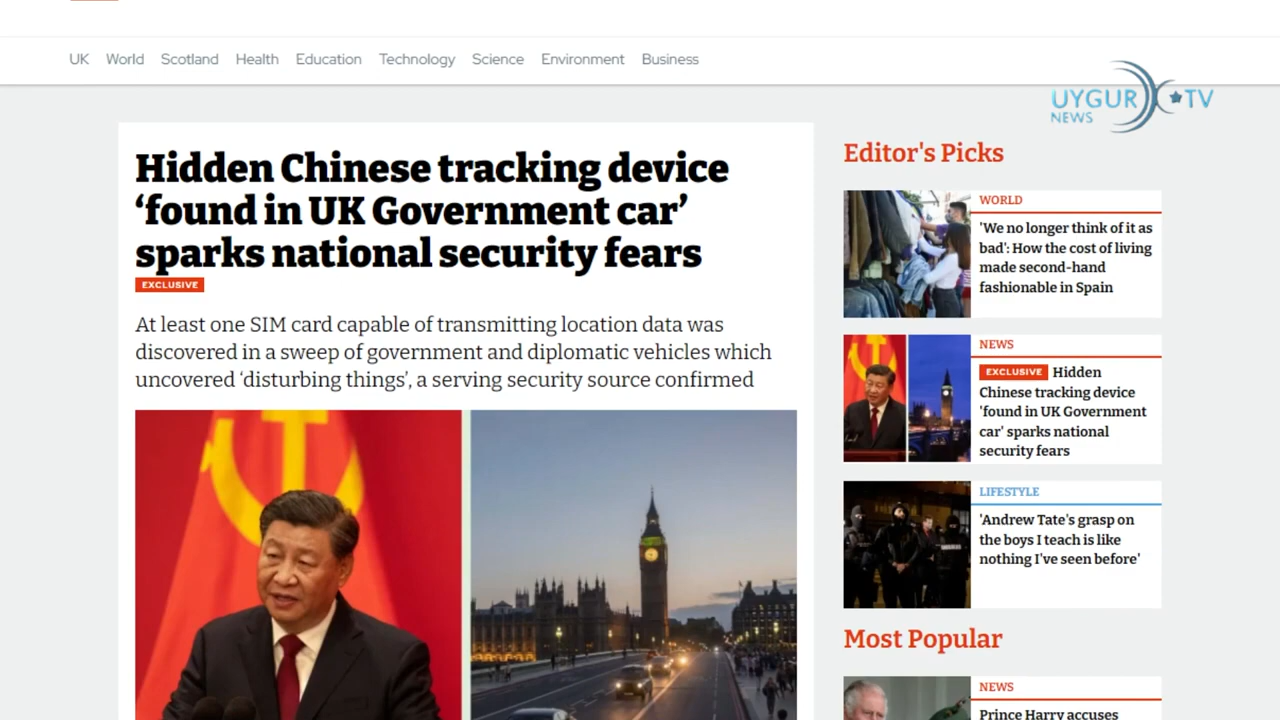 UK World Scotland Health Education Technology Science Environment Business
UYGUR TV
NEWS
Hidden Chinese tracking device
‘found in UK Government car’
sparks national security fears
EXCLUSIVE
At least one SIM card capable of transmitting location data was
discovered in a sweep of government and diplomatic vehicles which
uncovered ‘disturbing things’, a serving security source confirmed
Editor's Picks
WORLD
'We no longer think of it as
bad': How the cost of living
made second-hand
fashionable in Spain
NEWS
EXCLUSIVE Hidden
Chinese tracking device
'found in UK Government
car' sparks national
security fears
LIFESTYLE
'Andrew Tate's grasp on
the boys I teach is like
nothing I've seen before'
Most Popular
NEWS
Prince Harry accuses